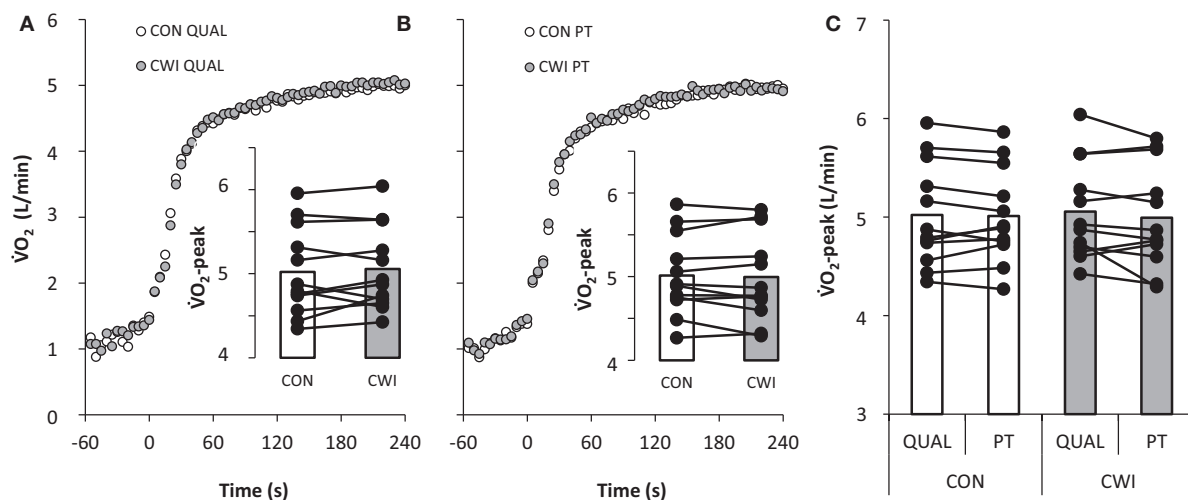 A
6
5
4
3
2
1
0
V̇O2 (L/min)
CON QUAL
CWI QUAL
6
5
4
V̇O2-peak
CON CWI
-60 0 60 120 180 240
Time (s)
B
CON PT
CWI PT
6
5
4
V̇O2-peak
CON CWI
-60 0 60 120 180 240
Time (s)
C
7
6
5
4
3
V̇O2-peak (L/min)
QUAL PT QUAL PT
CON CWI